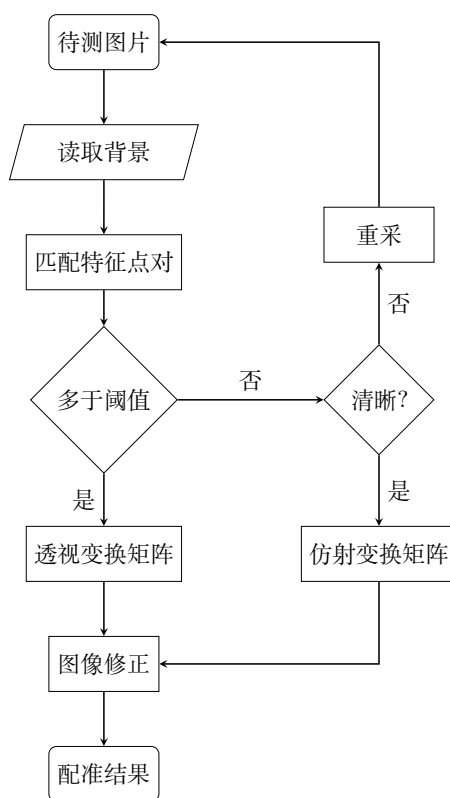 待测图片
读取背景
重采
匹配特征点对
否
否
多于阈值
清晰?
是
是
透视变换矩阵
仿射变换矩阵
图像修正
配准结果